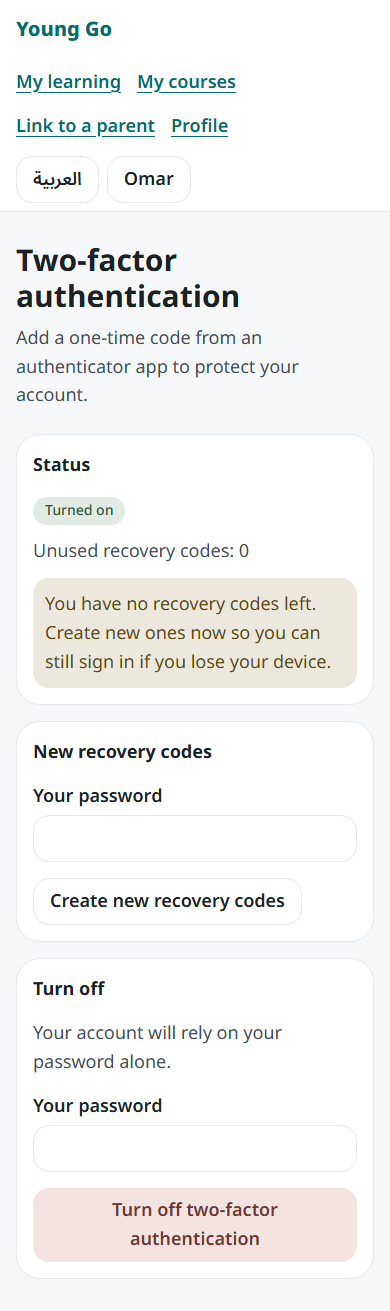 Young Go
My learning My courses
Link to a parent Profile
العربية Omar
Two-factor
authentication
Add a one-time code from an
authenticator app to protect your
account.
Status
Turned on
Unused recovery codes: 0
You have no recovery codes left.
Create new ones now so you can
still sign in if you lose your device.
New recovery codes
Your password
Create new recovery codes
Turn off
Your account will rely on your
password alone.
Your password
Turn off two-factor
authentication